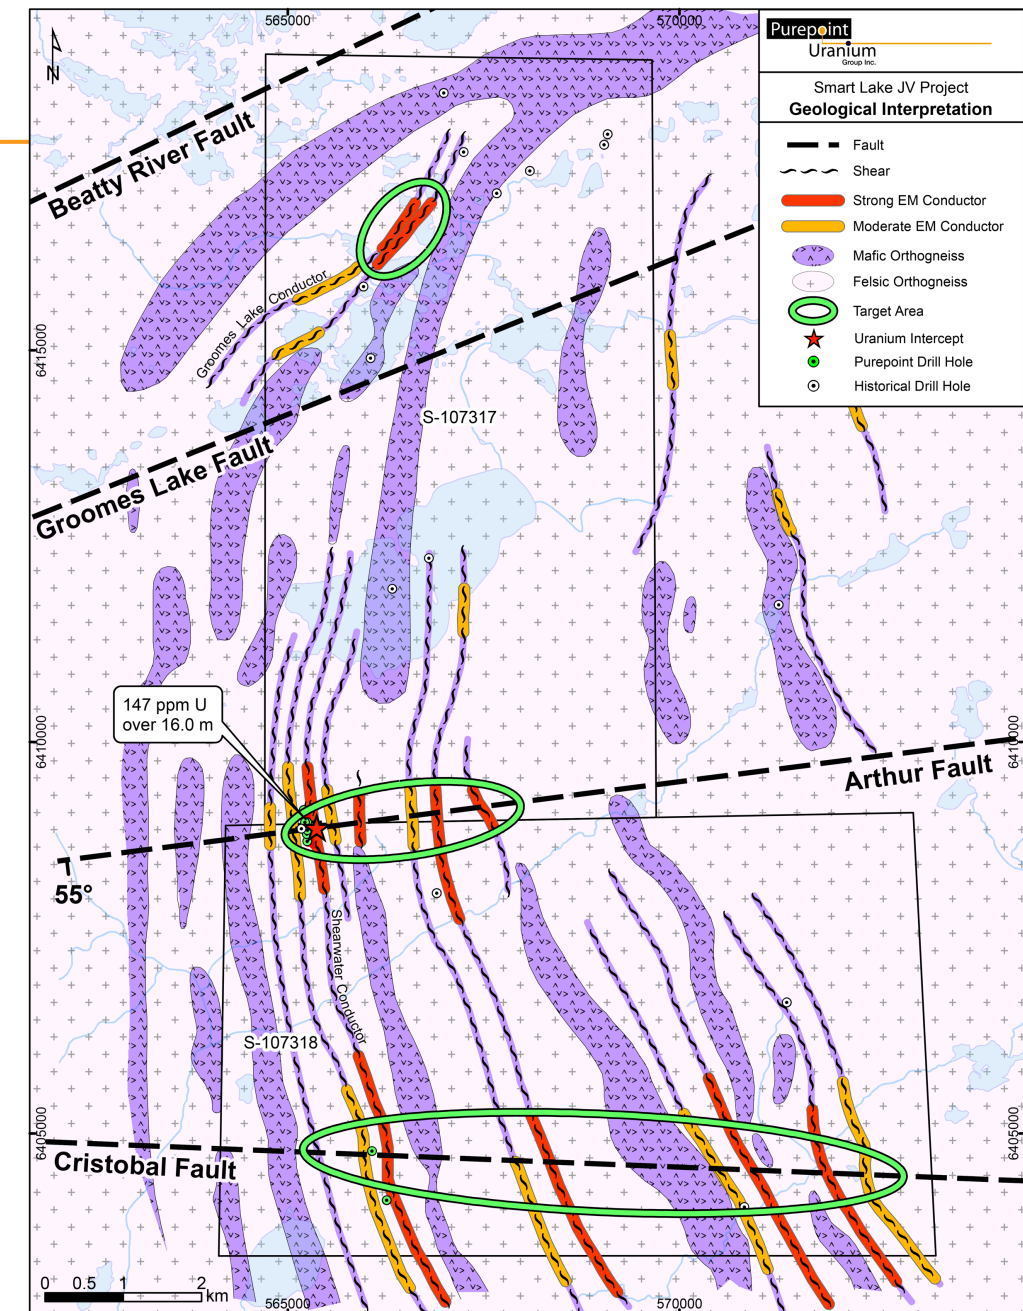 565000
570000
N
Purepoint
Uranium
Group Inc.
Smart Lake JV Project
Geological Interpretation
Fault
Shear
Strong EM Conductor
Moderate EM Conductor
Mafic Orthogneiss
Felsic Orthogneiss
Target Area
Uranium Intercept
Purepoint Drill Hole
Historical Drill Hole
Beatty River Fault
Groomes Lake Conductor
6415000
S-107317
Groomes Lake Fault
147 ppm U
over 16.0 m
6410000
6410000
Arthur Fault
55°
Shearwater Conductor
S-107318
6405000
6405000
Cristobal Fault
0 0.5 1 2
km
565000
570000